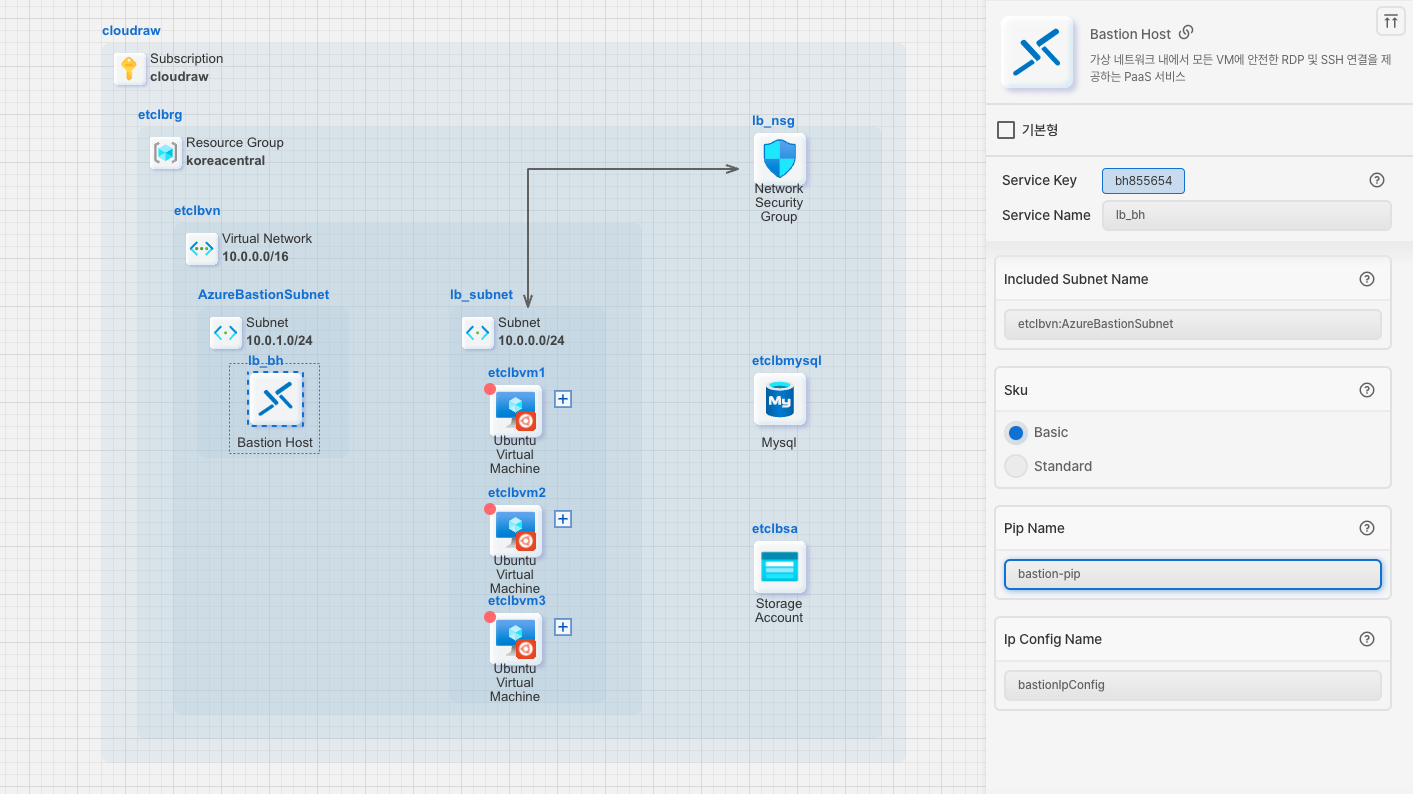 cloudraw
Subscription
cloudraw
etclbrg
Resource Group
koreacentral
etclbvn
Virtual Network
10.0.0.0/16
AzureBastionSubnet
Subnet
10.0.1.0/24
lb_bh
Bastion Host
lb_subnet
Subnet
10.0.0.0/24
etclbvm1
Ubuntu
Virtual
Machine
etclbvm2
Ubuntu
Virtual
Machine
etclbvm3
Ubuntu
Virtual
Machine
lb_nsg
Network
Security
Group
etclbmysql
My
Mysql
etclbsa
Storage
Account
Bastion Host
가상 네트워크 내에서 모든 VM에 안전한 RDP 및 SSH 연결을 제
공하는 PaaS 서비스
기본형
Service Key
bh855654
Service Name
lb_bh
Included Subnet Name
etclbvn:AzureBastionSubnet
Sku
Basic
Standard
Pip Name
bastion-pip
Ip Config Name
bastionIpConfig